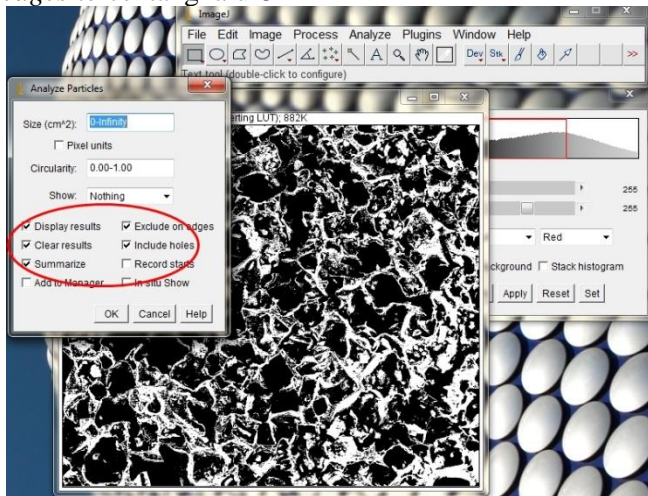 ImageJ
File Edit Image Process Analyze Plugins Window Help
A Dev Stk >>
Text tool (double-click to configure)
Analyze Particles
Size (cm^2): 0-Infinity
Pixel units
Circularity: 0.00-1.00
Show: Nothing
Display results Exclude on edges
Clear results Include holes
Summarize Record starts
Add to Manager In situ Show
OK Cancel Help
erting LUT); 882K
255
255
Red
ckground Stack histogram
Apply Reset Set